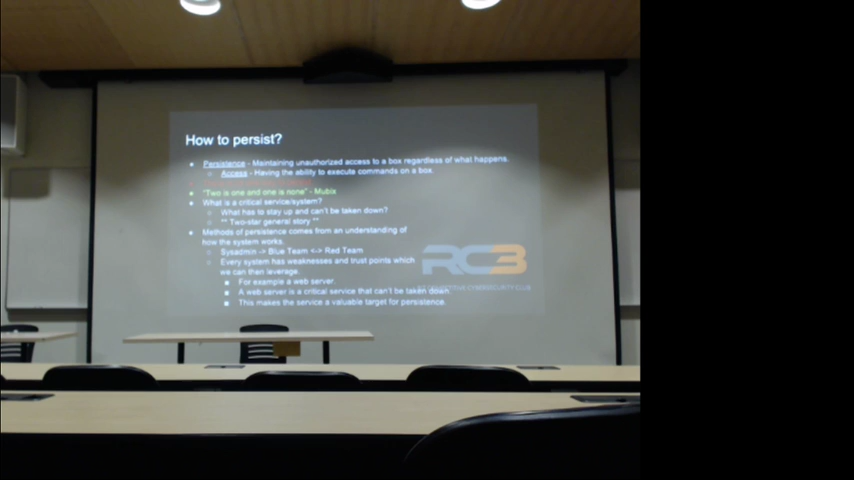 How to persist?
Persistence - Maintaining unauthorized access to a box regardless of what happens.
Access - Having the ability to execute commands on a box.
"Two is one and one is none" - Mubix
What is a critical service/system?
What has to stay up and can't be taken down?
** Two-star general story **
Methods of persistence comes from an understanding of
how the system works.
Sysadmin -> Blue Team <-> Red Team
Every system has weaknesses and trust points which
we can then leverage.
For example a web server.
A web server is a critical service that can't be taken down.
This makes the service a valuable target for persistence.
RC3
CYBERSECURITY CLUB